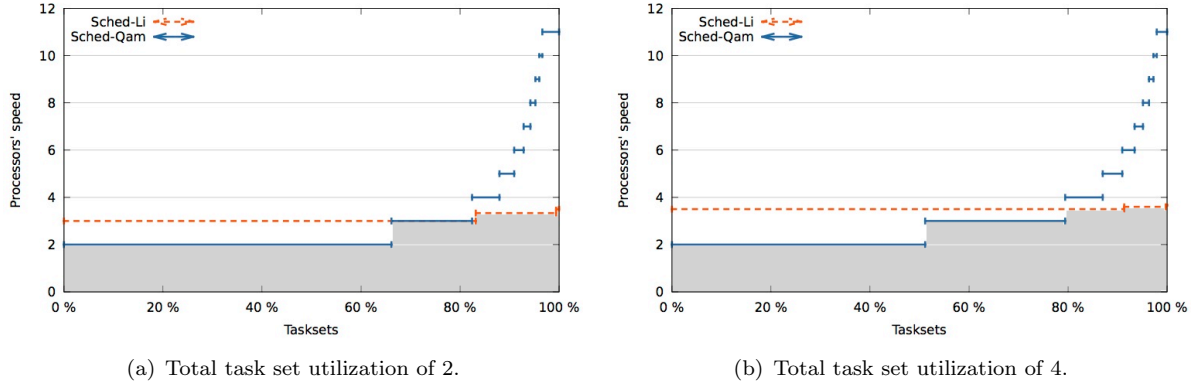 12
10
8
6
4
2
0
Processors' speed
Sched-Li
Sched-Qam
0 %
20 %
40 %
60 %
80 %
100 %
Tasksets
(a) Total task set utilization of 2.
12
10
8
6
4
2
0
Processors' speed
Sched-Li
Sched-Qam
0 %
20 %
40 %
60 %
80 %
100 %
Tasksets
(b) Total task set utilization of 4.